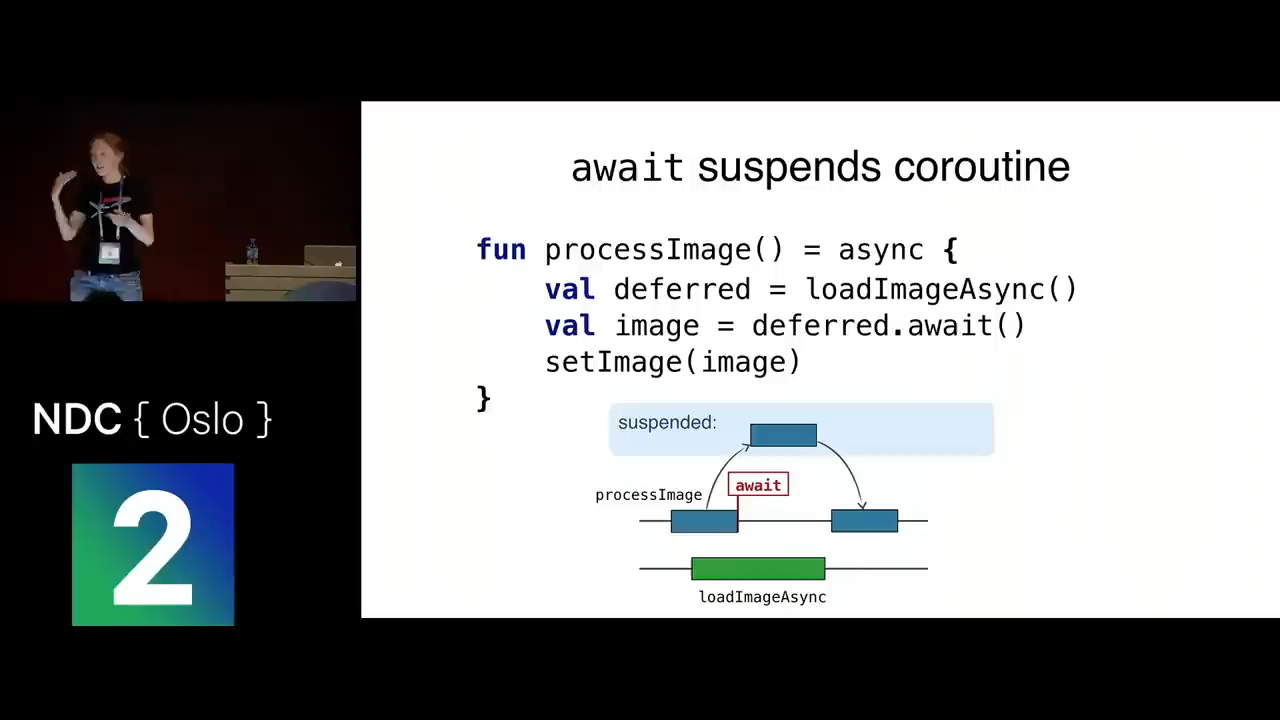 await suspends coroutine
fun processImage() = async {
val deferred = loadImageAsync()
val image = deferred.await()
setImage(image)
}
suspended:
await
processImage
loadImageAsync
NDC { Oslo }
2